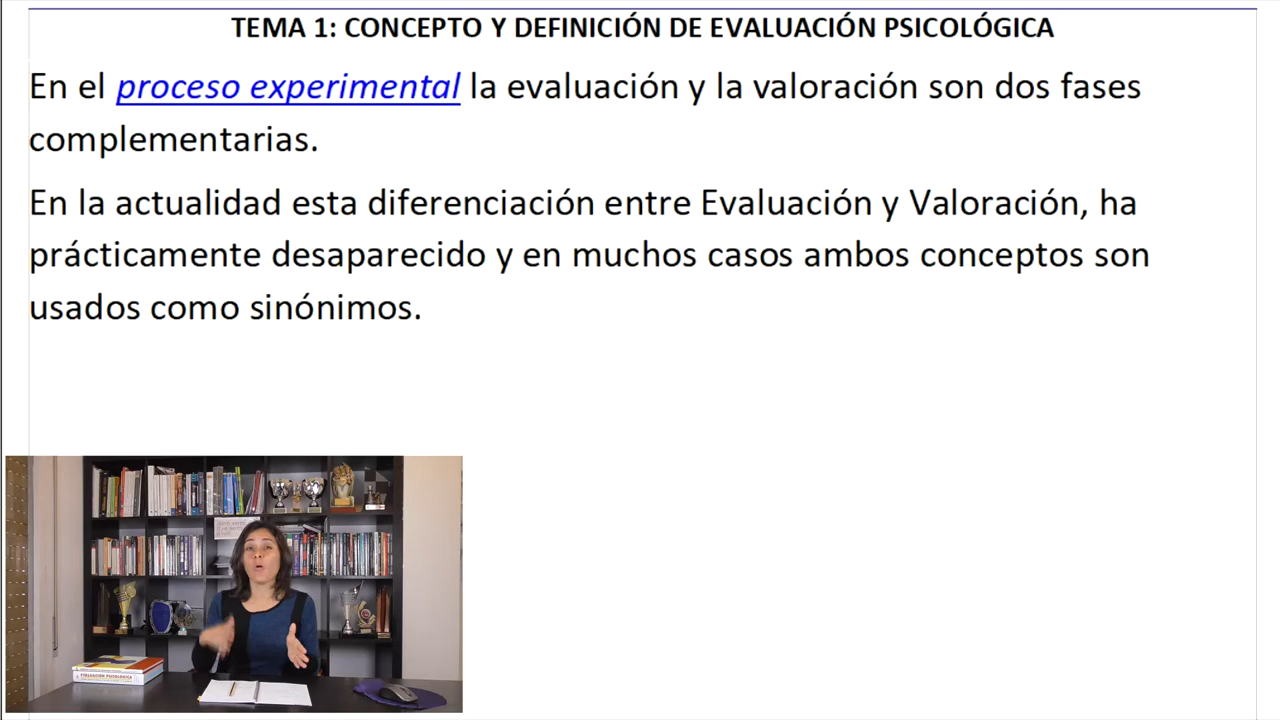 TEMA 1: CONCEPTO Y DEFINICIÓN DE EVALUACIÓN PSICOLÓGICA
En el proceso experimental la evaluación y la valoración son dos fases
complementarias.
En la actualidad esta diferenciación entre Evaluación y Valoración, ha
prácticamente desaparecido y en muchos casos ambos conceptos son
usados como sinónimos.
EVALUACIÓN PSICOLÓGICA